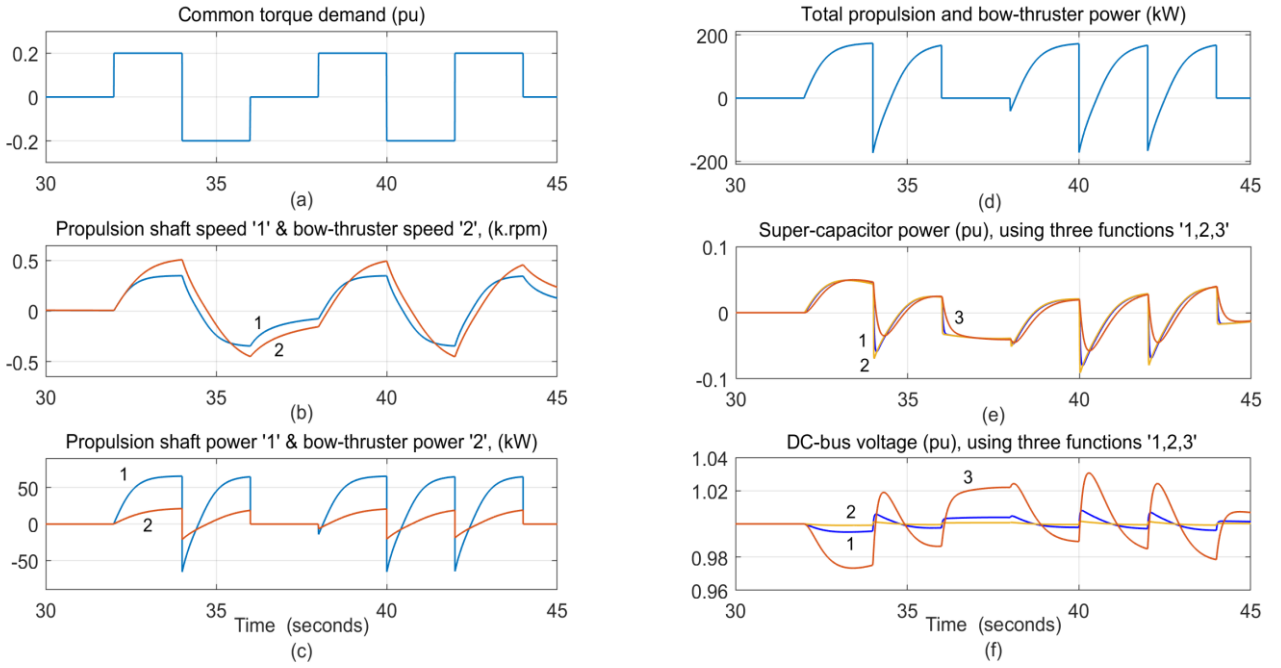 Common torque demand (pu)
0.2
0
-0.2
30 35 40 45
(a)
Propulsion shaft speed '1' & bow-thruster speed '2', (k.rpm)
0.5
0
-0.5
1
2
30 35 40 45
(b)
Propulsion shaft power '1' & bow-thruster power '2', (kW)
50
0
-50
1
2
30 35 40 45
Time (seconds)
(c)
Total propulsion and bow-thruster power (kW)
200
0
-200
30 35 40 45
(d)
Super-capacitor power (pu), using three functions '1,2,3'
0.1
0
-0.1
3
1
2
30 35 40 45
(e)
DC-bus voltage (pu), using three functions '1,2,3'
1.04
1.02
1.00
0.98
0.96
3
2
1
30 35 40 45
Time (seconds)
(f)